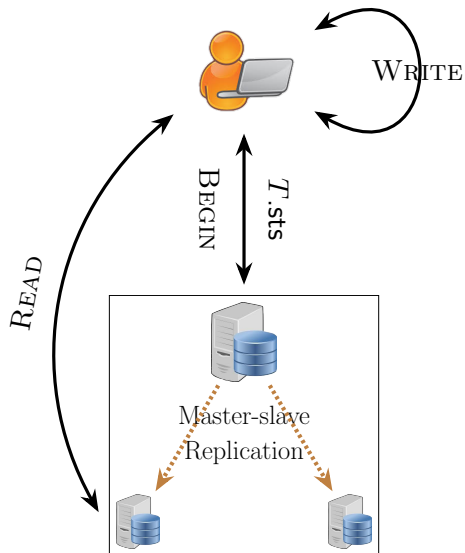 WRITE
BEGIN
T.sts
READ
Master-slave
Replication